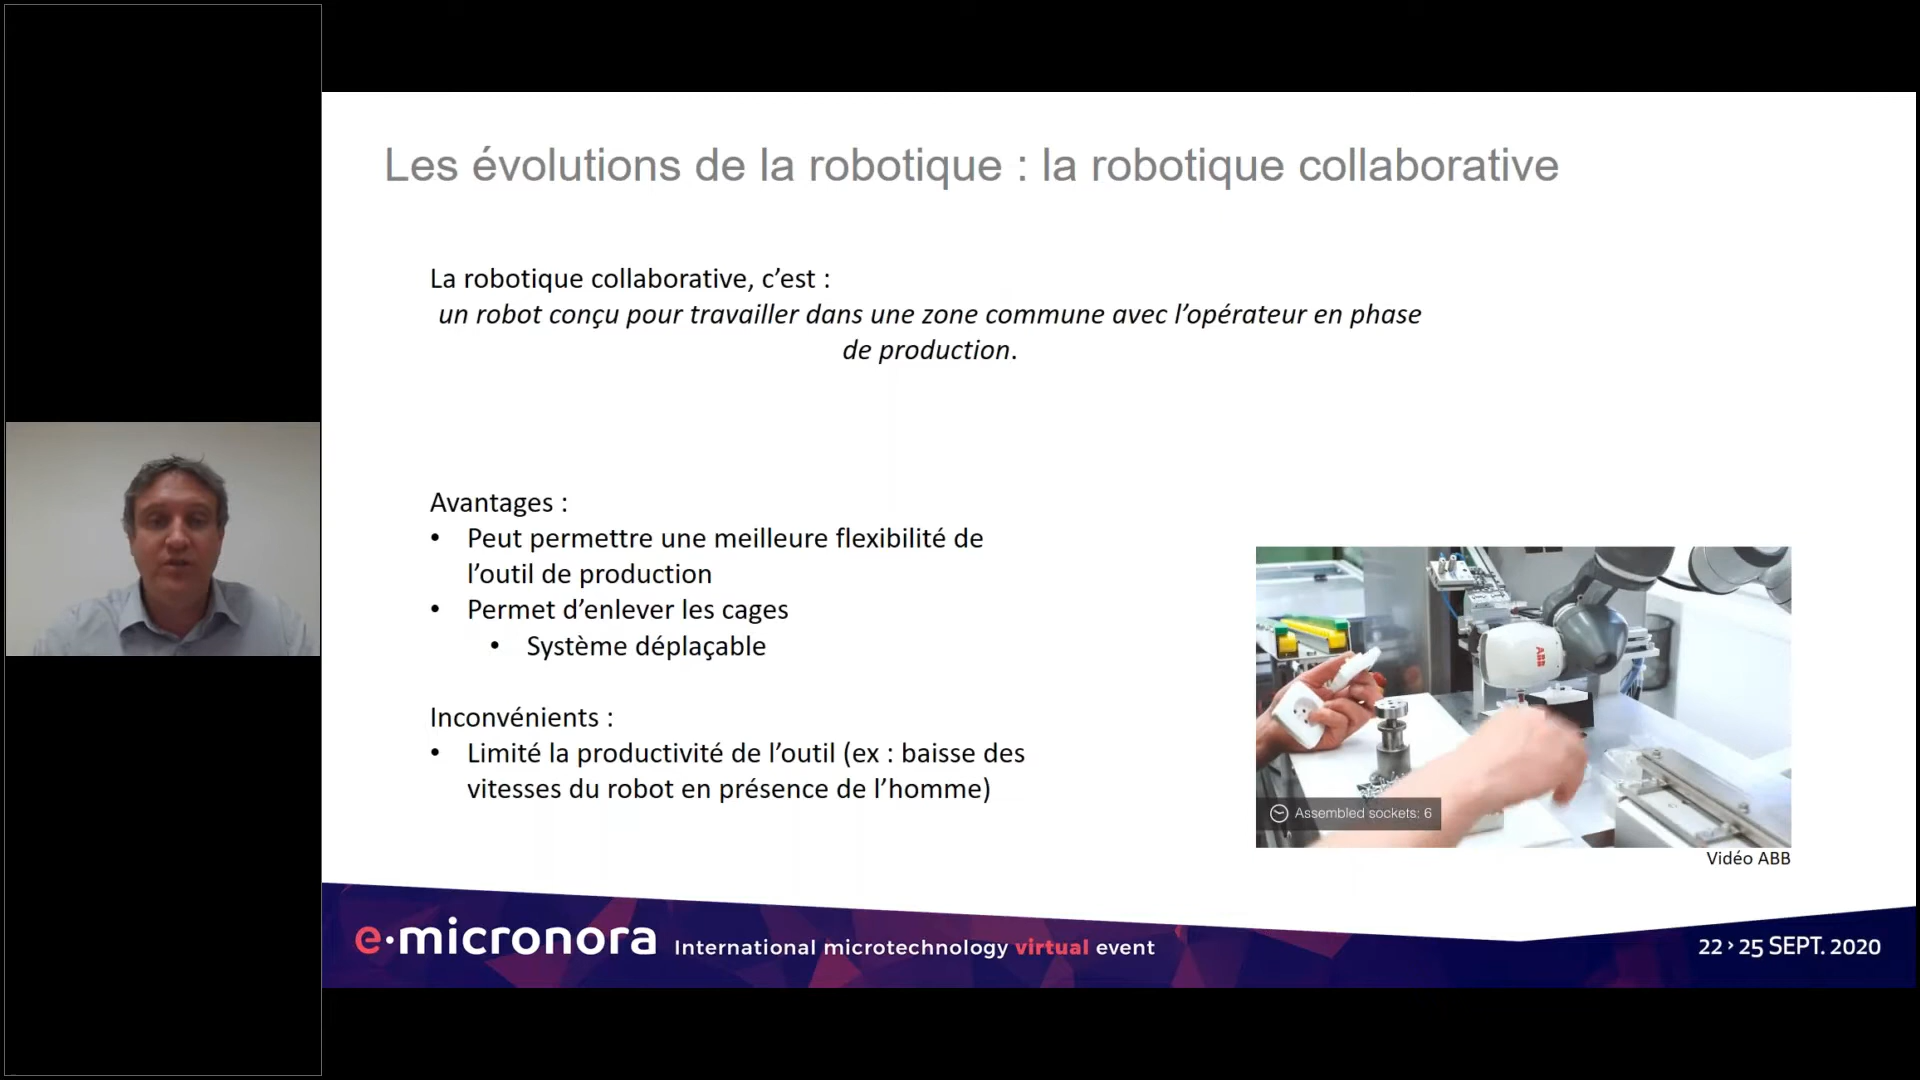 Les évolutions de la robotique : la robotique collaborative
La robotique collaborative, c’est :
un robot conçu pour travailler dans une zone commune avec l’opérateur en phase
de production.
Avantages :
• Peut permettre une meilleure flexibilité de
l’outil de production
• Permet d’enlever les cages
• Système déplaçable
Inconvénients :
• Limité la productivité de l’outil (ex : baisse des
vitesses du robot en présence de l’homme)
ABB
Assembled sockets: 6
Vidéo ABB
e·micronora International microtechnology virtual event
22 › 25 SEPT. 2020